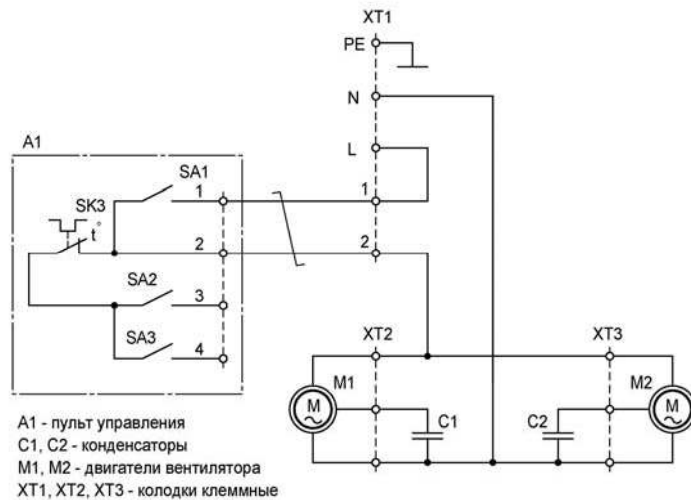 XT1
PE
N
A1
L
SA1
1
1
SK3
t°
2
2
SA2
3
SA3
4
XT2
XT3
M1
M2
M
C1
C2
M
A1 - пульт управления
C1, C2 - конденсаторы
M1, M2 - двигатели вентилятора
XT1, XT2, XT3 - колодки клеммные